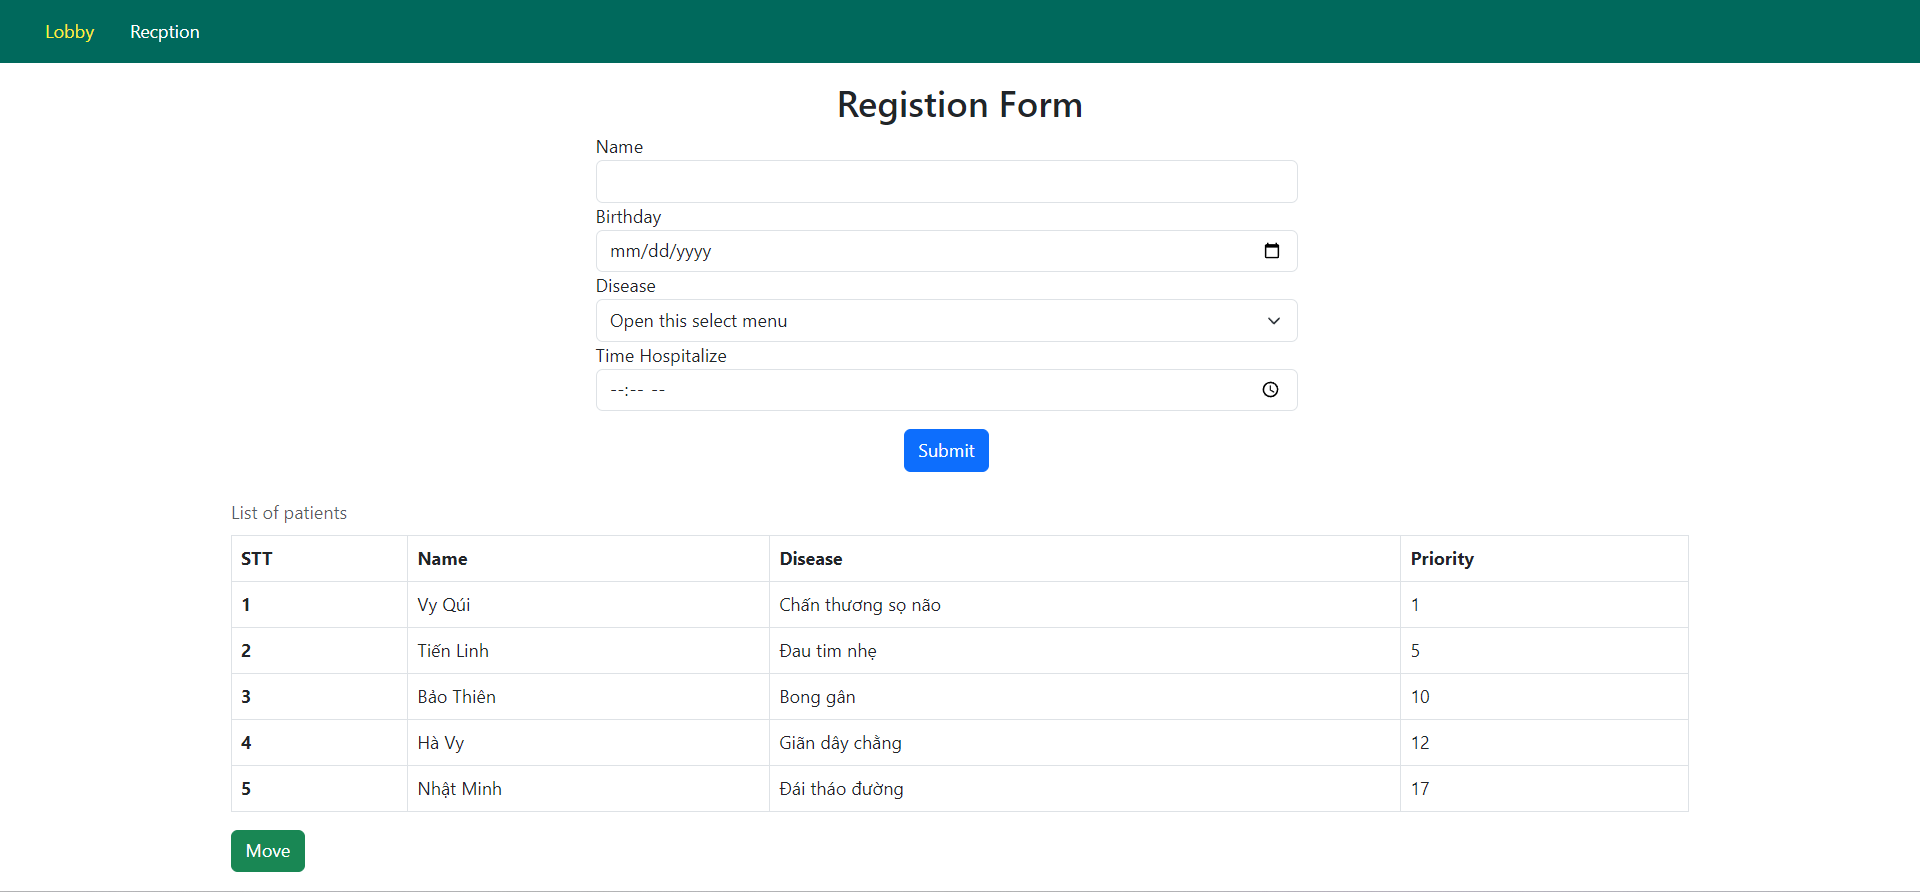 Lobby Recption
Registion Form
Name
Birthday
mm/dd/yyyy
Disease
Open this select menu
Time Hospitalize
--:-- --
Submit
List of patients
STT Name Disease Priority
1 Vy Qúi Chấn thương sọ não 1
2 Tiến Linh Đau tim nhẹ 5
3 Bảo Thiên Bong gân 10
4 Hà Vy Giãn dây chằng 12
5 Nhật Minh Đái tháo đường 17
Move